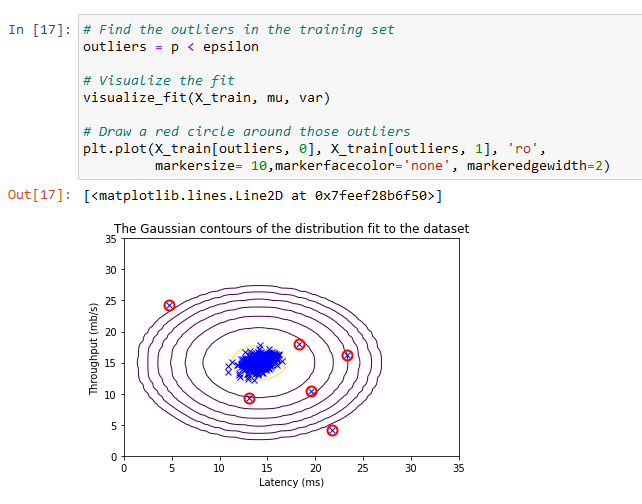 In [17]: # Find the outliers in the training set
outliers = p < epsilon
# Visualize the fit
visualize_fit(X_train, mu, var)
# Draw a red circle around those outliers
plt.plot(X_train[outliers, 0], X_train[outliers, 1], 'ro',
markersize= 10,markerfacecolor='none', markeredgewidth=2)
Out[17]: [<matplotlib.lines.Line2D at 0x7feef28b6f50>]
The Gaussian contours of the distribution fit to the dataset
35
30
25
20
15
10
5
0
Throughput (mb/s)
0 5 10 15 20 25 30 35
Latency (ms)